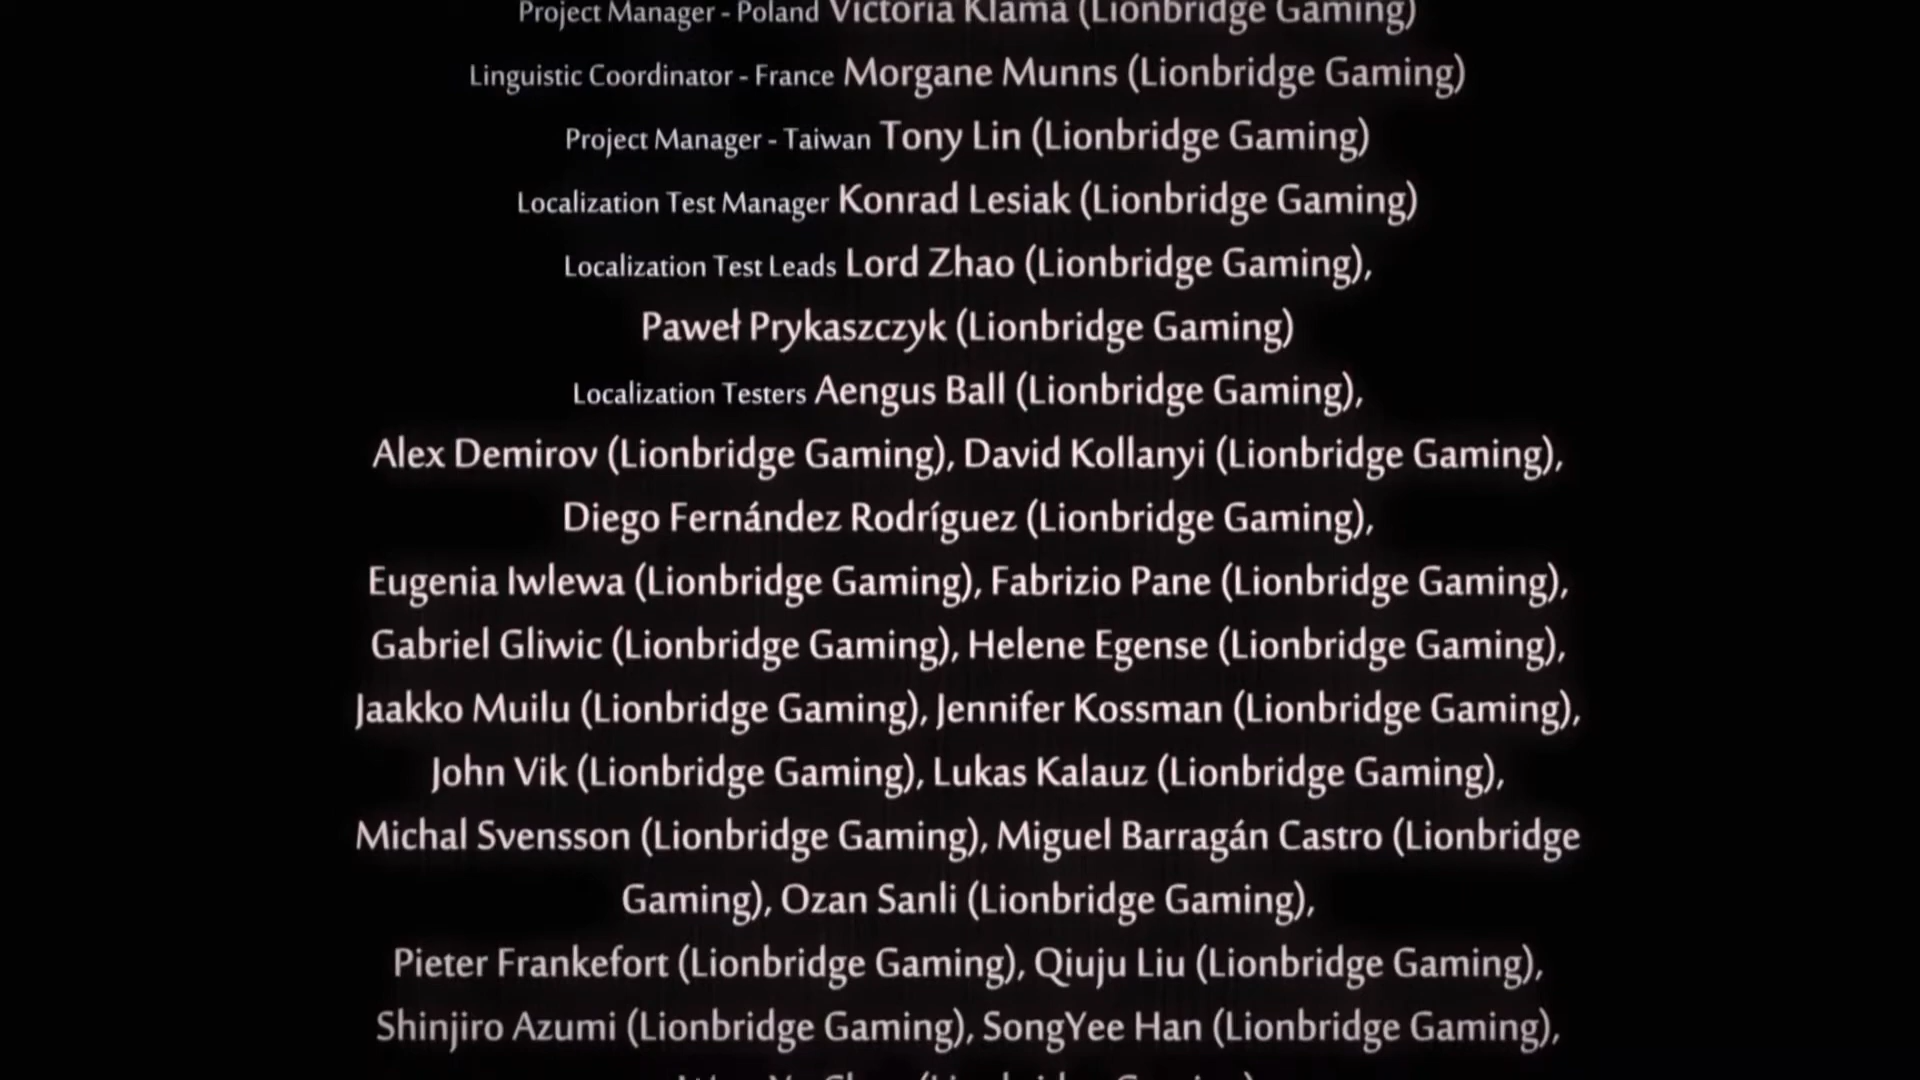 Project Manager - Poland Victoria Klama (Lionbridge Gaming)
Linguistic Coordinator - France Morgane Munns (Lionbridge Gaming)
Project Manager - Taiwan Tony Lin (Lionbridge Gaming)
Localization Test Manager Konrad Lesiak (Lionbridge Gaming)
Localization Test Leads Lord Zhao (Lionbridge Gaming),
Paweł Prykaszczyk (Lionbridge Gaming)
Localization Testers Aengus Ball (Lionbridge Gaming),
Alex Demirov (Lionbridge Gaming), David Kollanyi (Lionbridge Gaming),
Diego Fernández Rodríguez (Lionbridge Gaming),
Eugenia Iwlewa (Lionbridge Gaming), Fabrizio Pane (Lionbridge Gaming),
Gabriel Gliwic (Lionbridge Gaming), Helene Egense (Lionbridge Gaming),
Jaakko Muilu (Lionbridge Gaming), Jennifer Kossman (Lionbridge Gaming),
John Vik (Lionbridge Gaming), Lukas Kalauz (Lionbridge Gaming),
Michal Svensson (Lionbridge Gaming), Miguel Barragán Castro (Lionbridge
Gaming), Ozan Sanli (Lionbridge Gaming),
Pieter Frankefort (Lionbridge Gaming), Qiuju Liu (Lionbridge Gaming),
Shinjiro Azumi (Lionbridge Gaming), SongYee Han (Lionbridge Gaming),